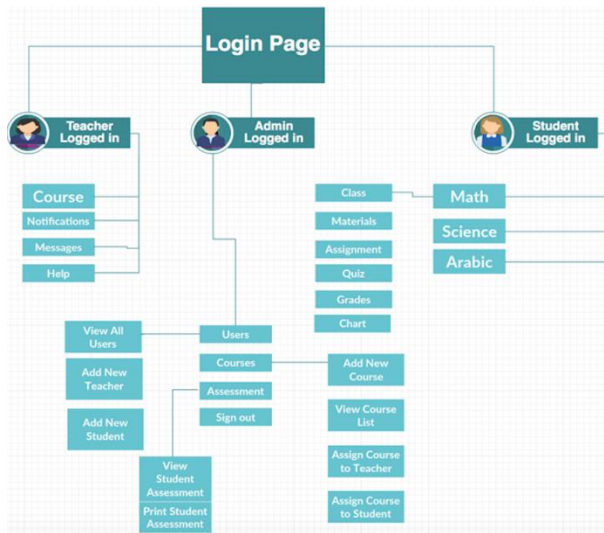 Login Page
Teacher
Logged in
Admin
Logged in
Student
Logged in
Course
Notifications
Messages
Help
Class
Materials
Assignment
Quiz
Grades
Chart
Math
Science
Arabic
View All
Users
Add New
Teacher
Add New
Student
Users
Courses
Assessment
Sign out
View
Student
Assessment
Print Student
Assessment
Add New
Course
View Course
List
Assign Course
to Teacher
Assign Course
to Student